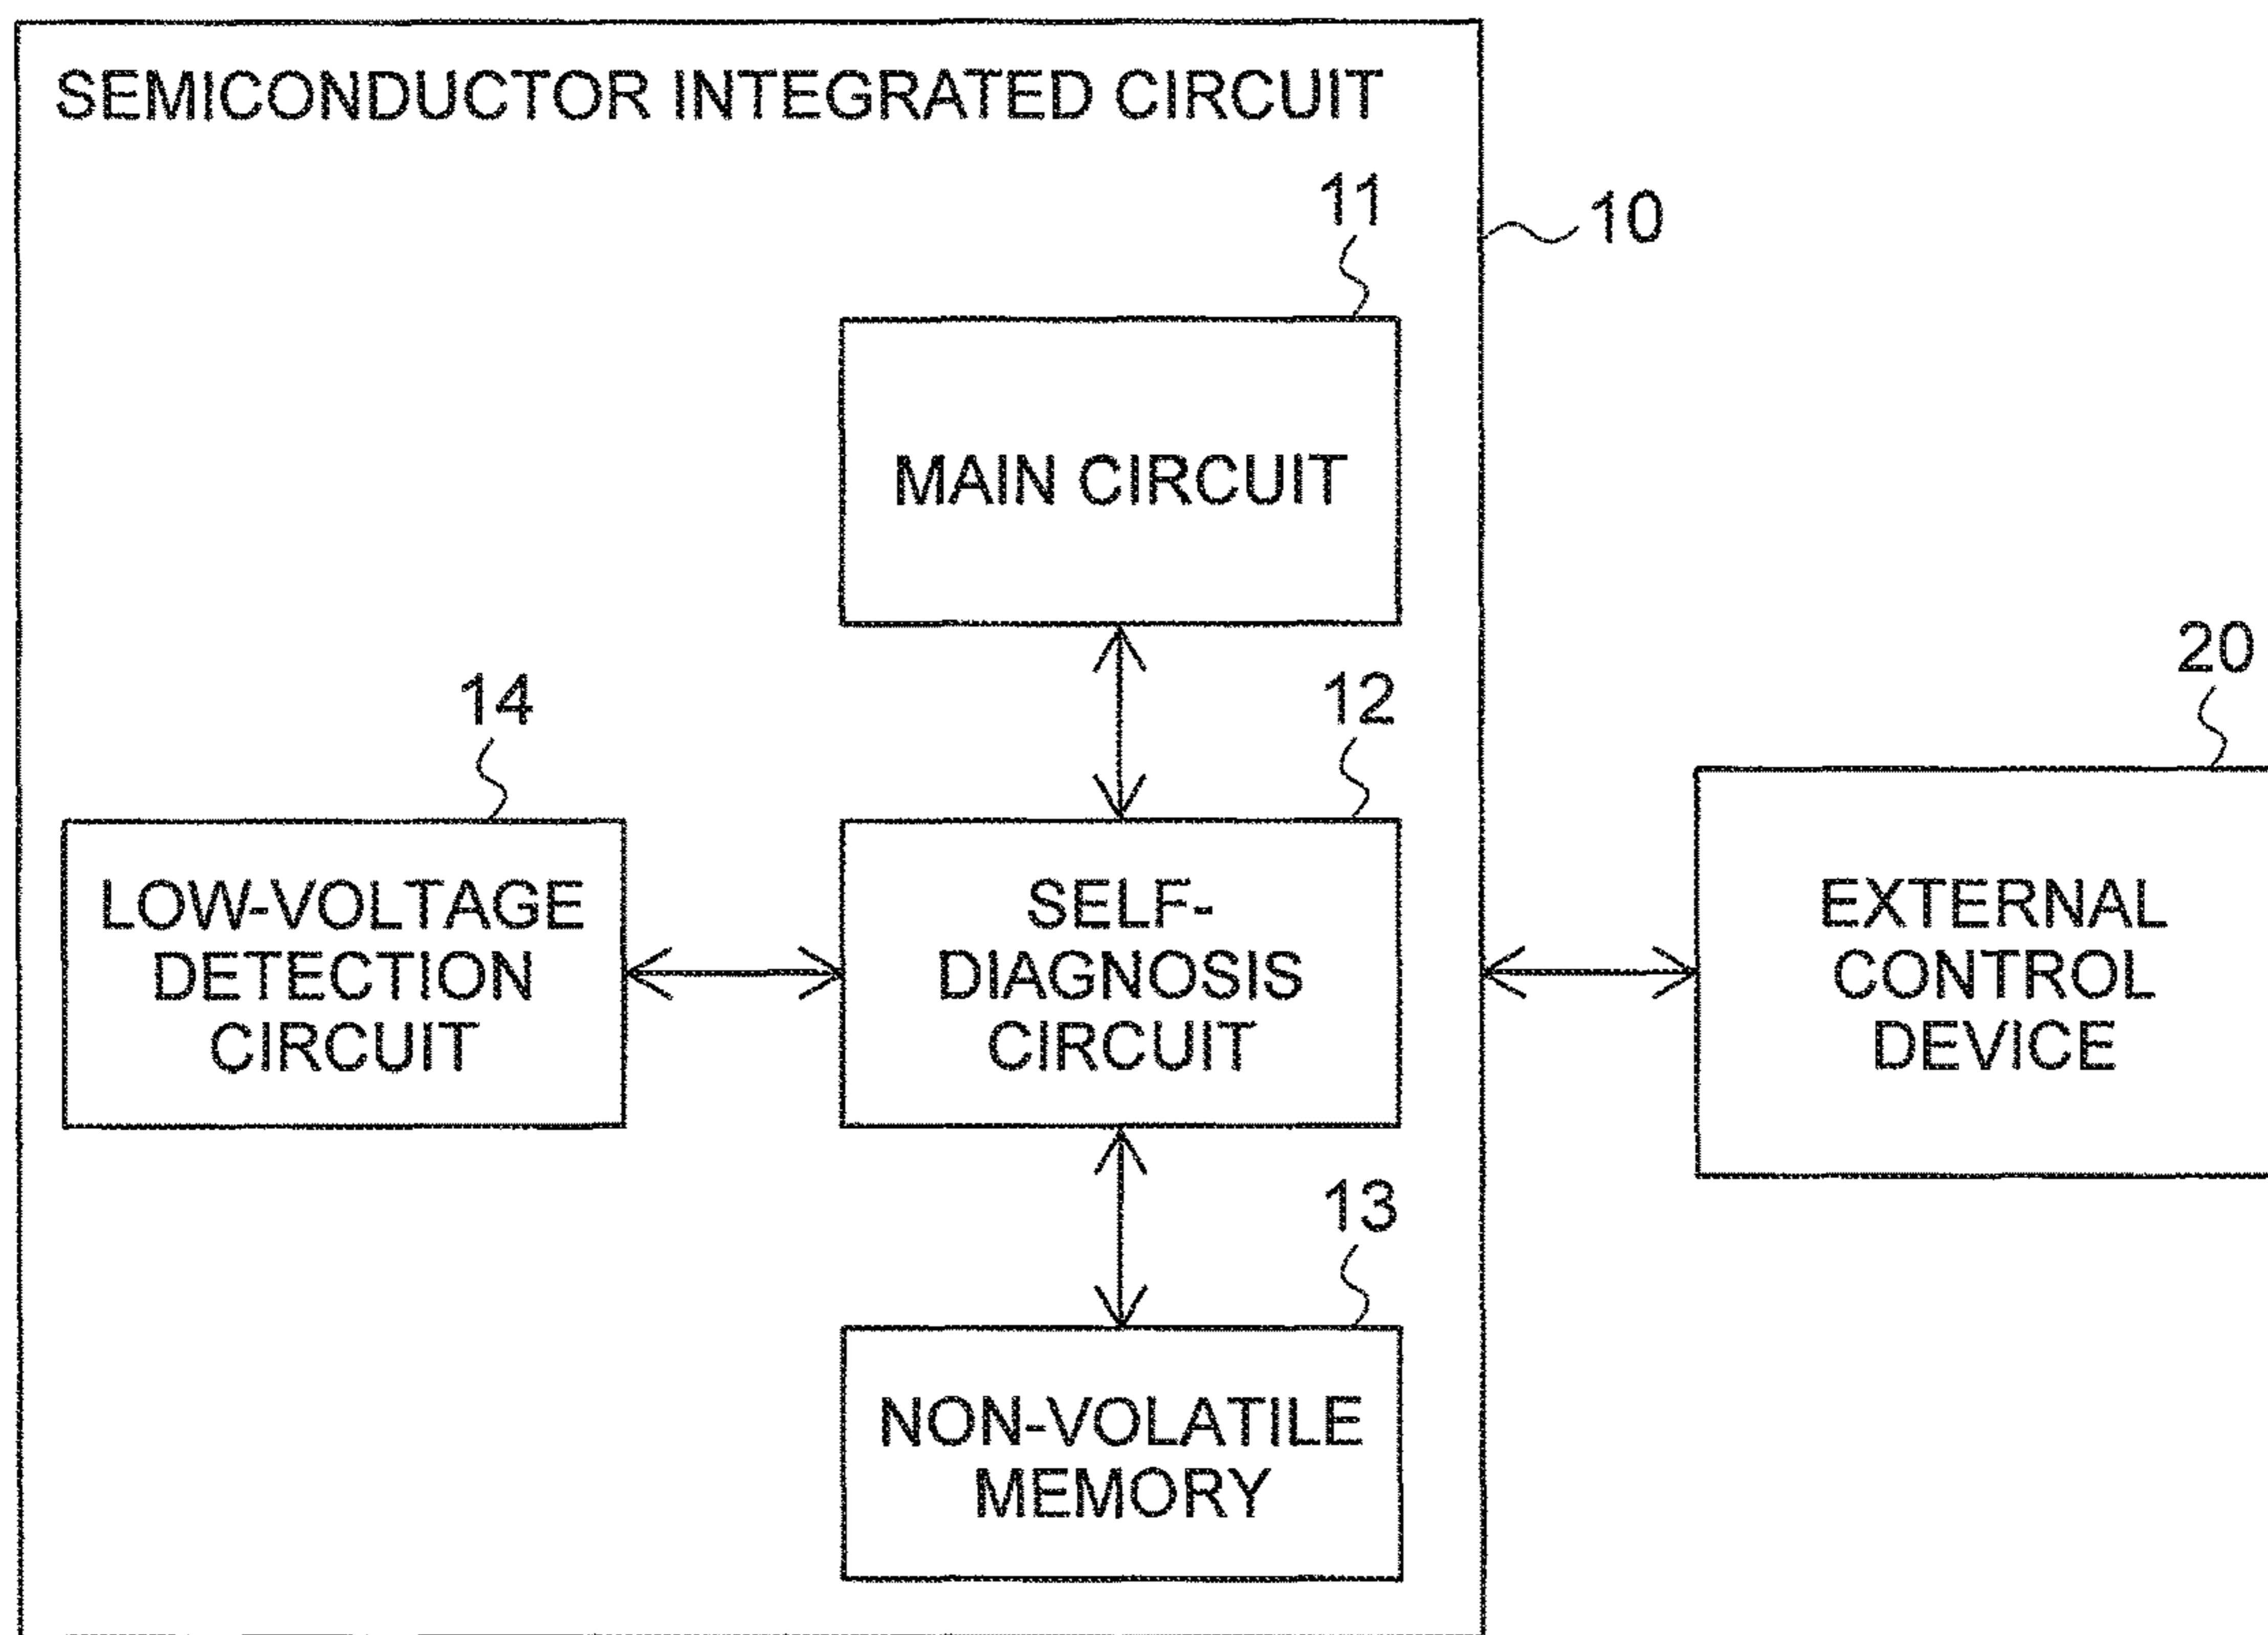 SEMICONDUCTOR INTEGRATED CIRCUIT
11
10
MAIN CIRCUIT
20
14
12
LOW-VOLTAGE
DETECTION
CIRCUIT
SELF-
DIAGNOSIS
CIRCUIT
EXTERNAL
CONTROL
DEVICE
13
NON-VOLATILE
MEMORY